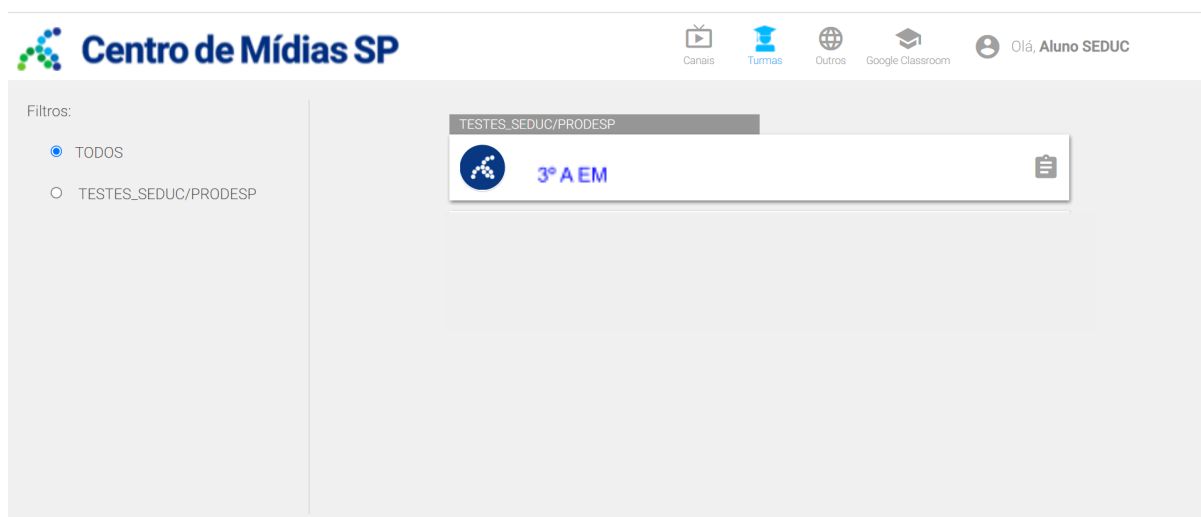 Centro de Mídias SP
Canais
Turmas
Outros
Google Classroom
Olá, Aluno SEDUC
Filtros:
TODOS
TESTES_SEDUC/PRODESP
TESTES_SEDUC/PRODESP
3º A EM